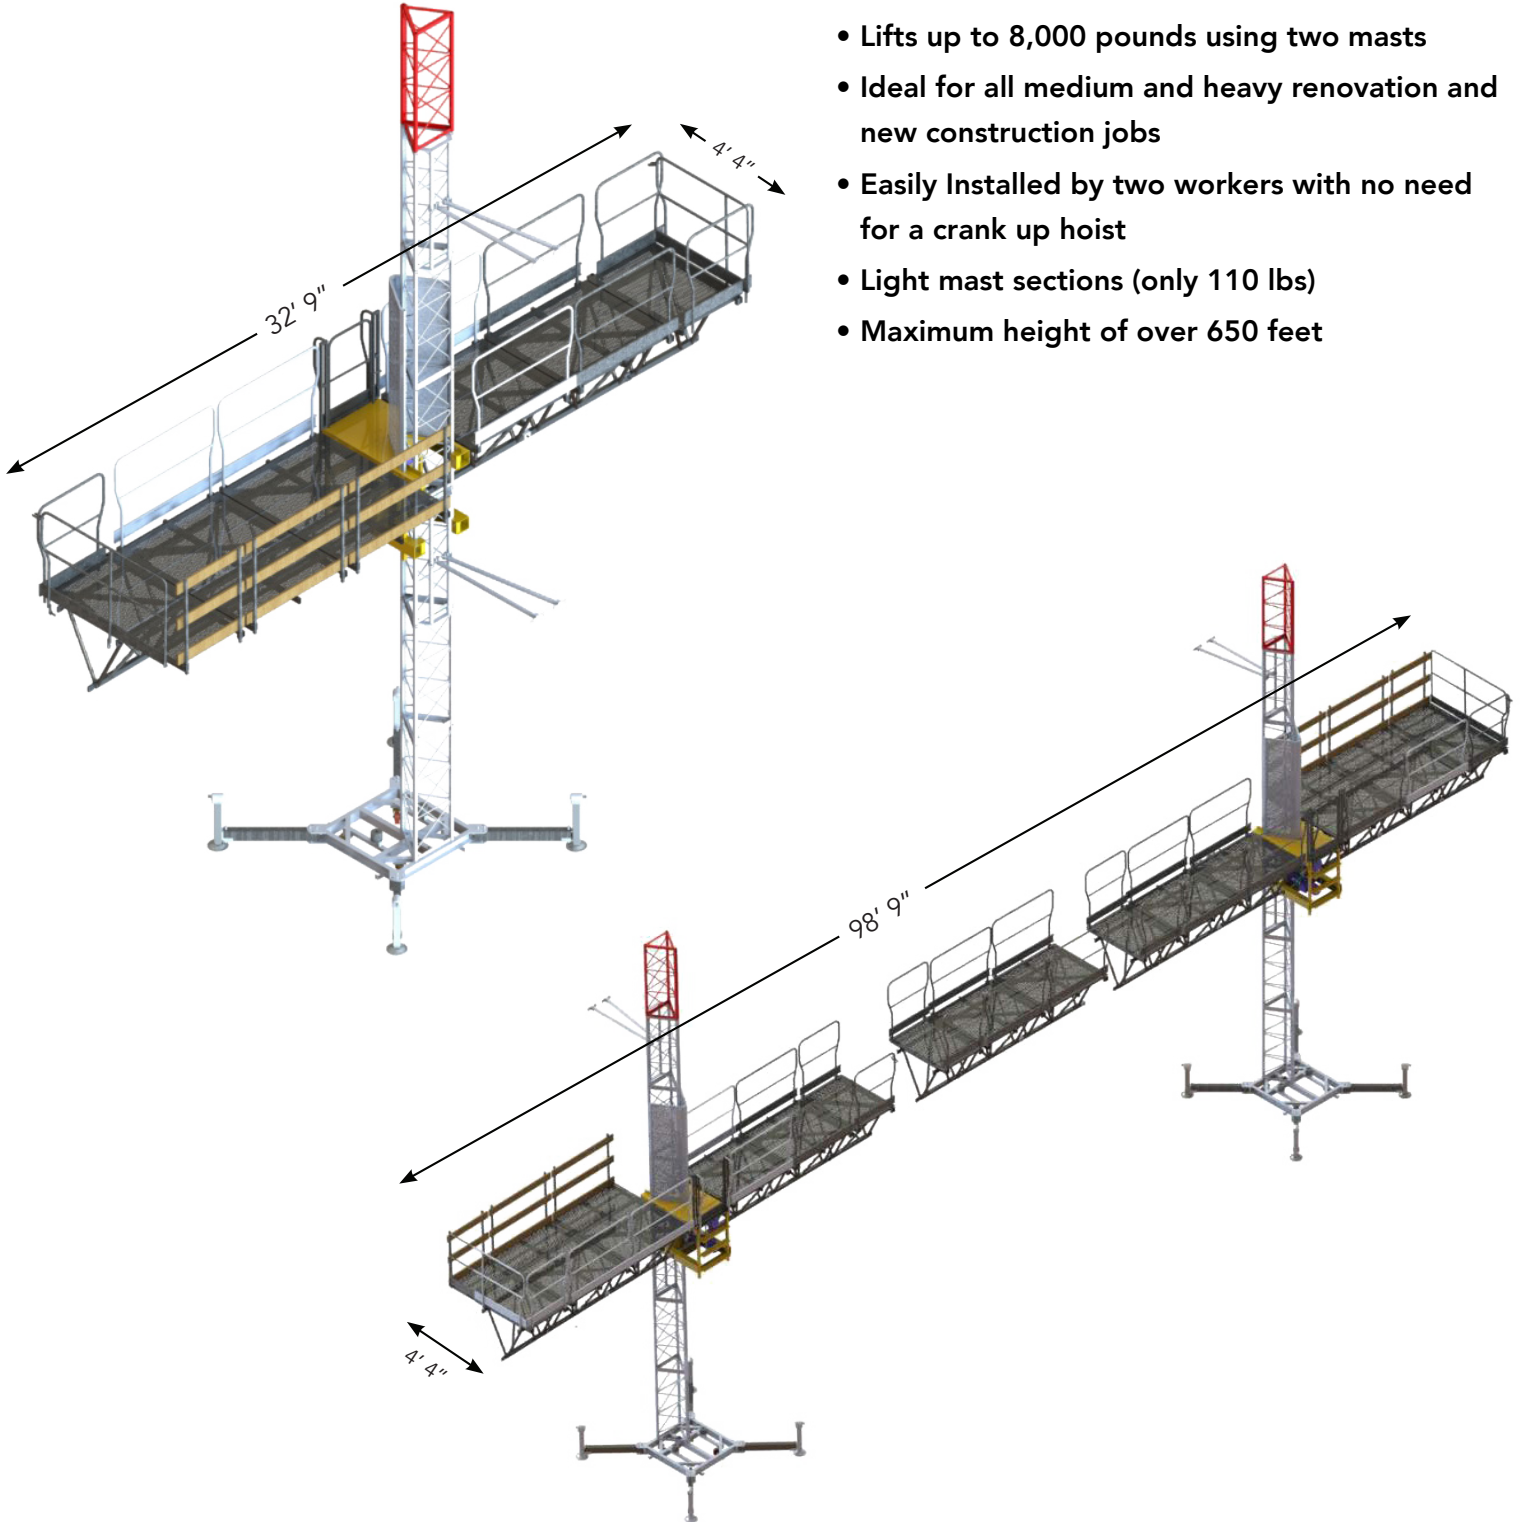 • Lifts up to 8,000 pounds using two masts
• Ideal for all medium and heavy renovation and
new construction jobs
• Easily Installed by two workers with no need
for a crank up hoist
• Light mast sections (only 110 lbs)
• Maximum height of over 650 feet
4' 4"
32' 9"
98' 9"
4' 4"